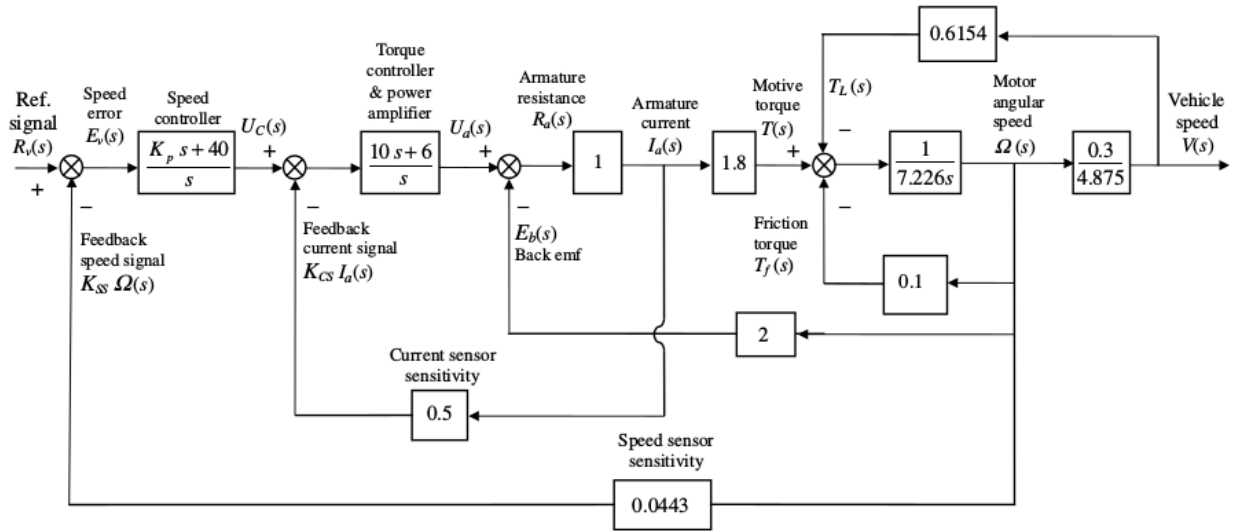 0.6154
Ref.
signal
R_v(s)
+
−
Speed
error
E_v(s)
Speed
controller
K_p s + 40
s
U_C(s)
+
−
Torque
controller
& power
amplifier
10 s + 6
s
U_a(s)
+
−
Armature
resistance
R_a(s)
1
Armature
current
I_a(s)
1.8
Motive
torque
T(s)
+
T_L(s)
−
−
1
7.226s
Motor
angular
speed
Ω (s)
0.3
4.875
Vehicle
speed
V(s)
Feedback
speed signal
K_SS Ω(s)
Feedback
current signal
K_CS I_a(s)
E_b(s)
Back emf
Friction
torque
T_f (s)
0.1
2
Current sensor
sensitivity
0.5
Speed sensor
sensitivity
0.0443